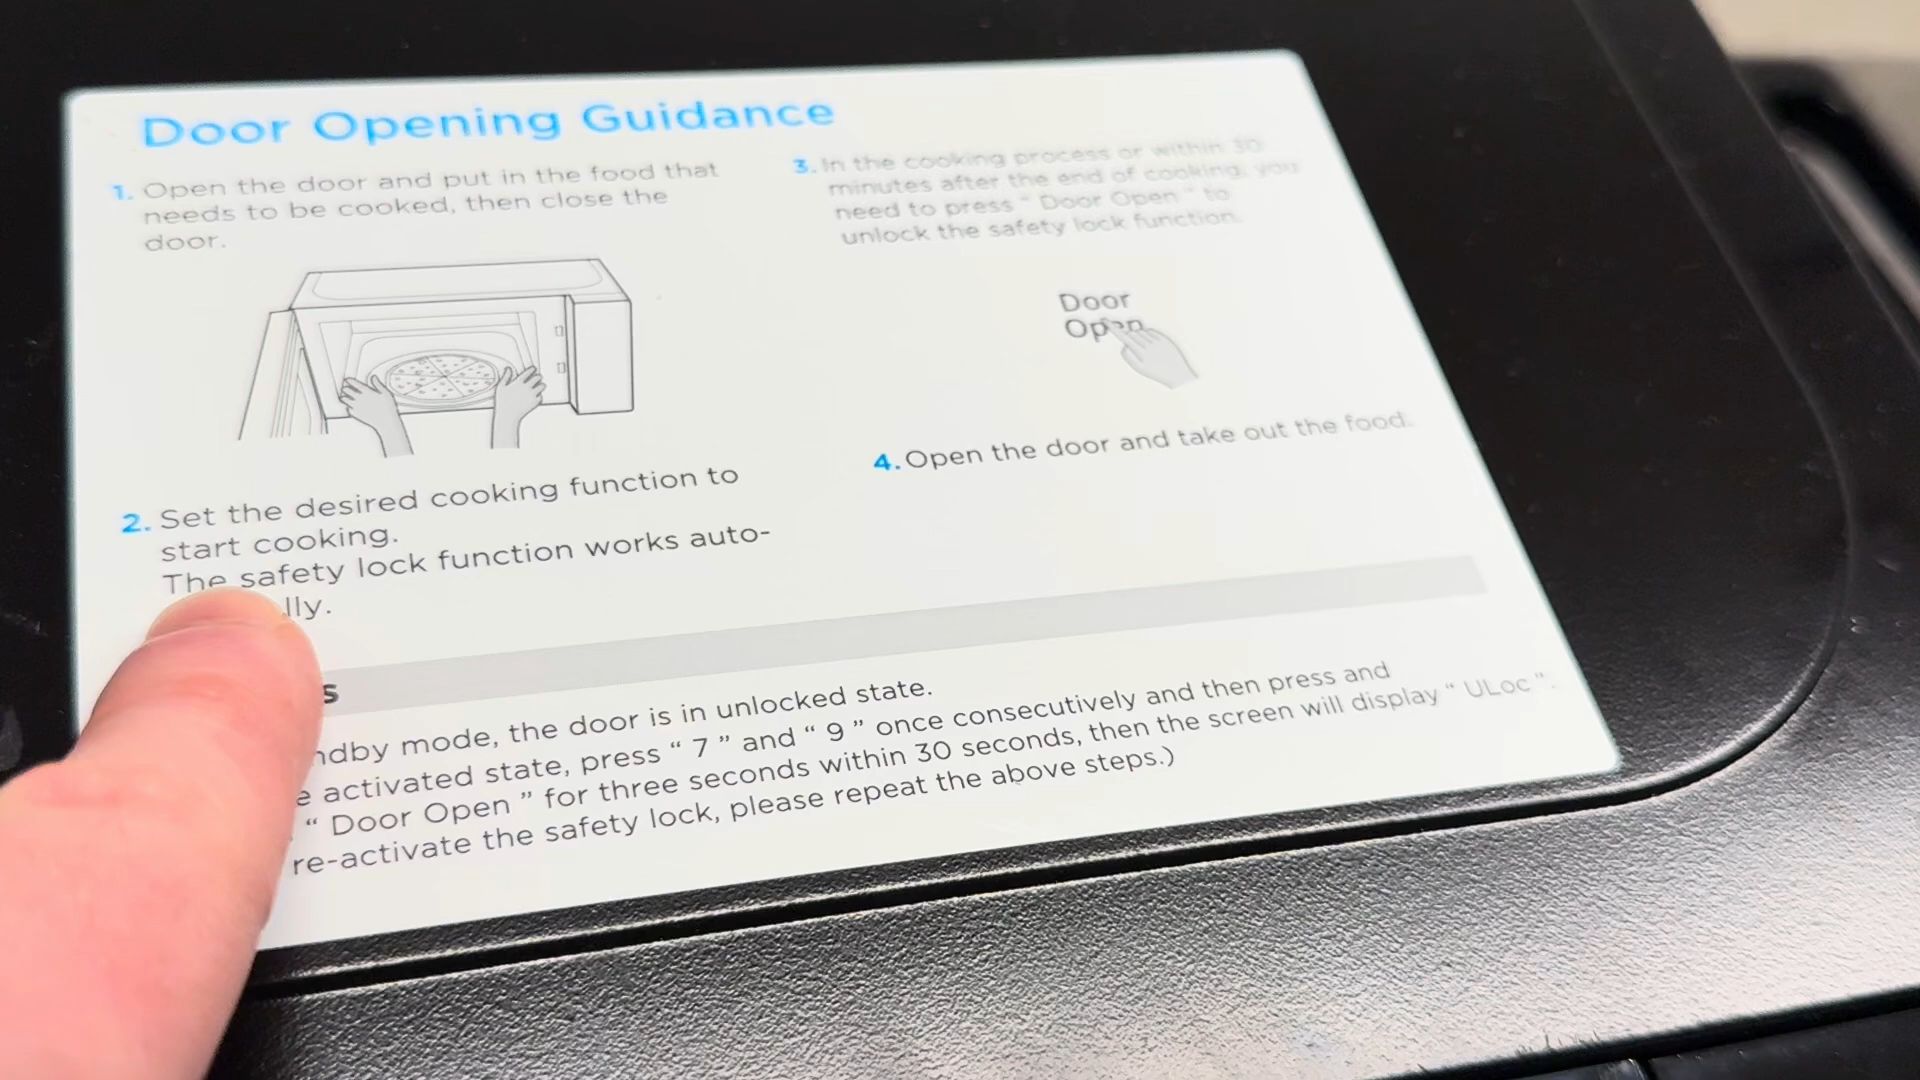 Door Opening Guidance
1. Open the door and put in the food that
needs to be cooked, then close the
door.
2. Set the desired cooking function to
start cooking.
The safety lock function works auto-
lly.
3. In the cooking process or within 30
minutes after the end of cooking, you
need to press “ Door Open ” to
unlock the safety lock function.
Door
Open
4. Open the door and take out the food.
s
ndby mode, the door is in unlocked state.
e activated state, press “ 7 ” and “ 9 ” once consecutively and then press and
“ Door Open ” for three seconds within 30 seconds, then the screen will display “ ULoc ”.
re-activate the safety lock, please repeat the above steps.)